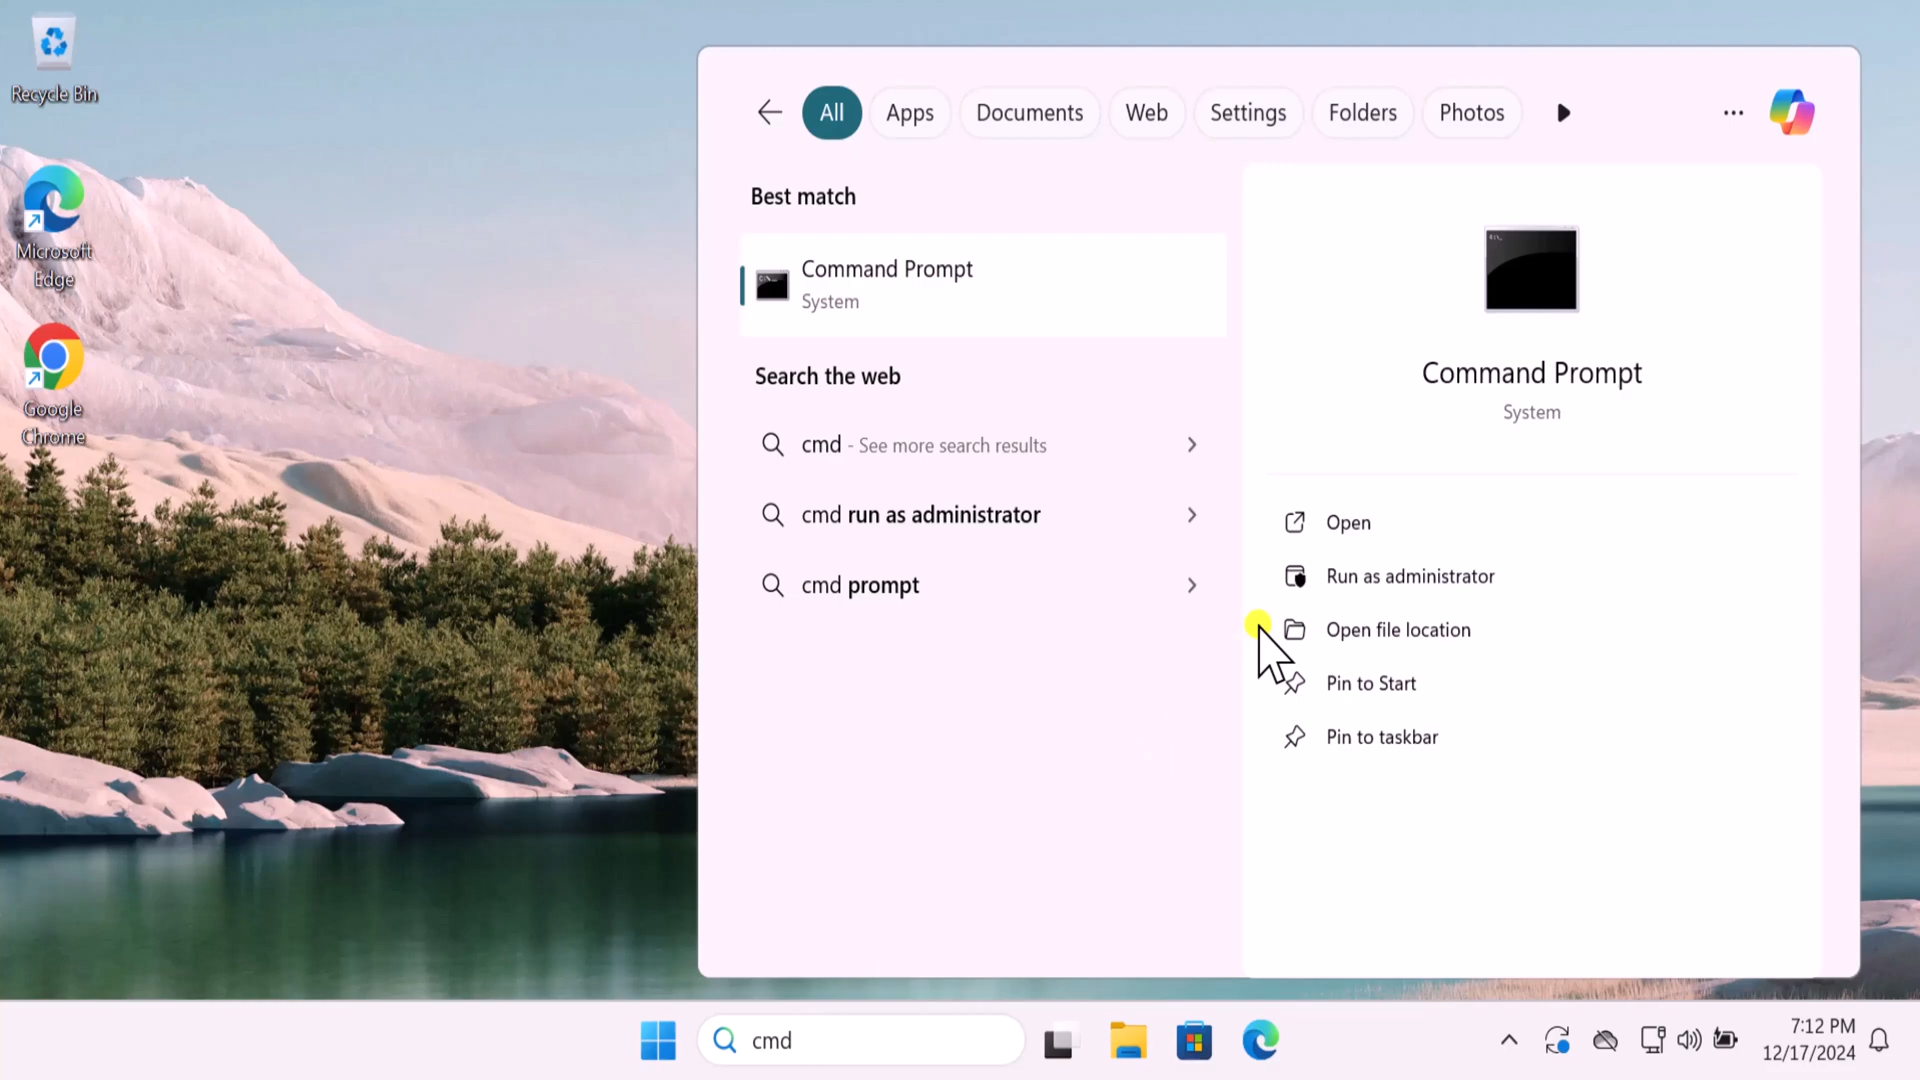 Recycle Bin
Microsoft
Edge
Google
Chrome
All
Apps
Documents
Web
Settings
Folders
Photos
Best match
Command Prompt
System
Search the web
cmd - See more search results
cmd run as administrator
cmd prompt
Command Prompt
System
Open
Run as administrator
Open file location
Pin to Start
Pin to taskbar
cmd
7:12 PM
12/17/2024